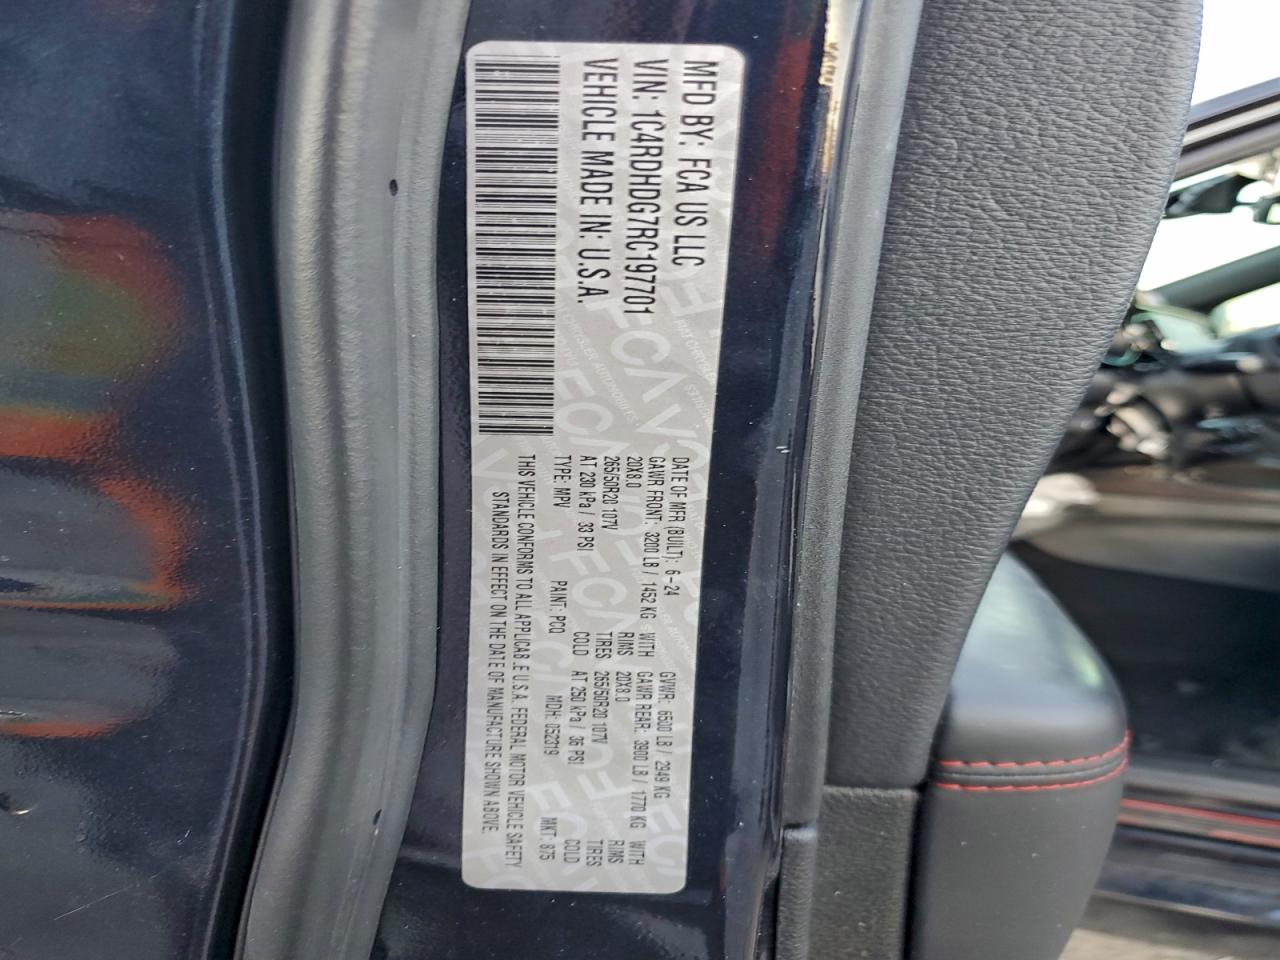 MFD BY: FCA US LLC
VIN: 1C4RDHDG7RC197701
VEHICLE MADE IN: U.S.A.
DATE OF MFR (BUILT): 6-24 GVWR: 6500 LB / 2949 KG
GAWR FRONT: 3200 LB / 1452 KG WITH GAWR REAR: 3900 LB / 1770 KG WITH
20X8.0 RIMS 20X8.0 RIMS
265/50R20 107V TIRES 265/50R20 107V TIRES
AT 230 kPa / 33 PSI COLD AT 250 kPa / 36 PSI COLD
TYPE: MPV PAINT: PCQ MDH: 052319 MKT: 875
THIS VEHICLE CONFORMS TO ALL APPLICAB.E U.S.A. FEDERAL MOTOR VEHICLE SAFETY
STANDARDS IN EFFECT ON THE DATE OF MANUFACTURE SHOWN ABOVE.